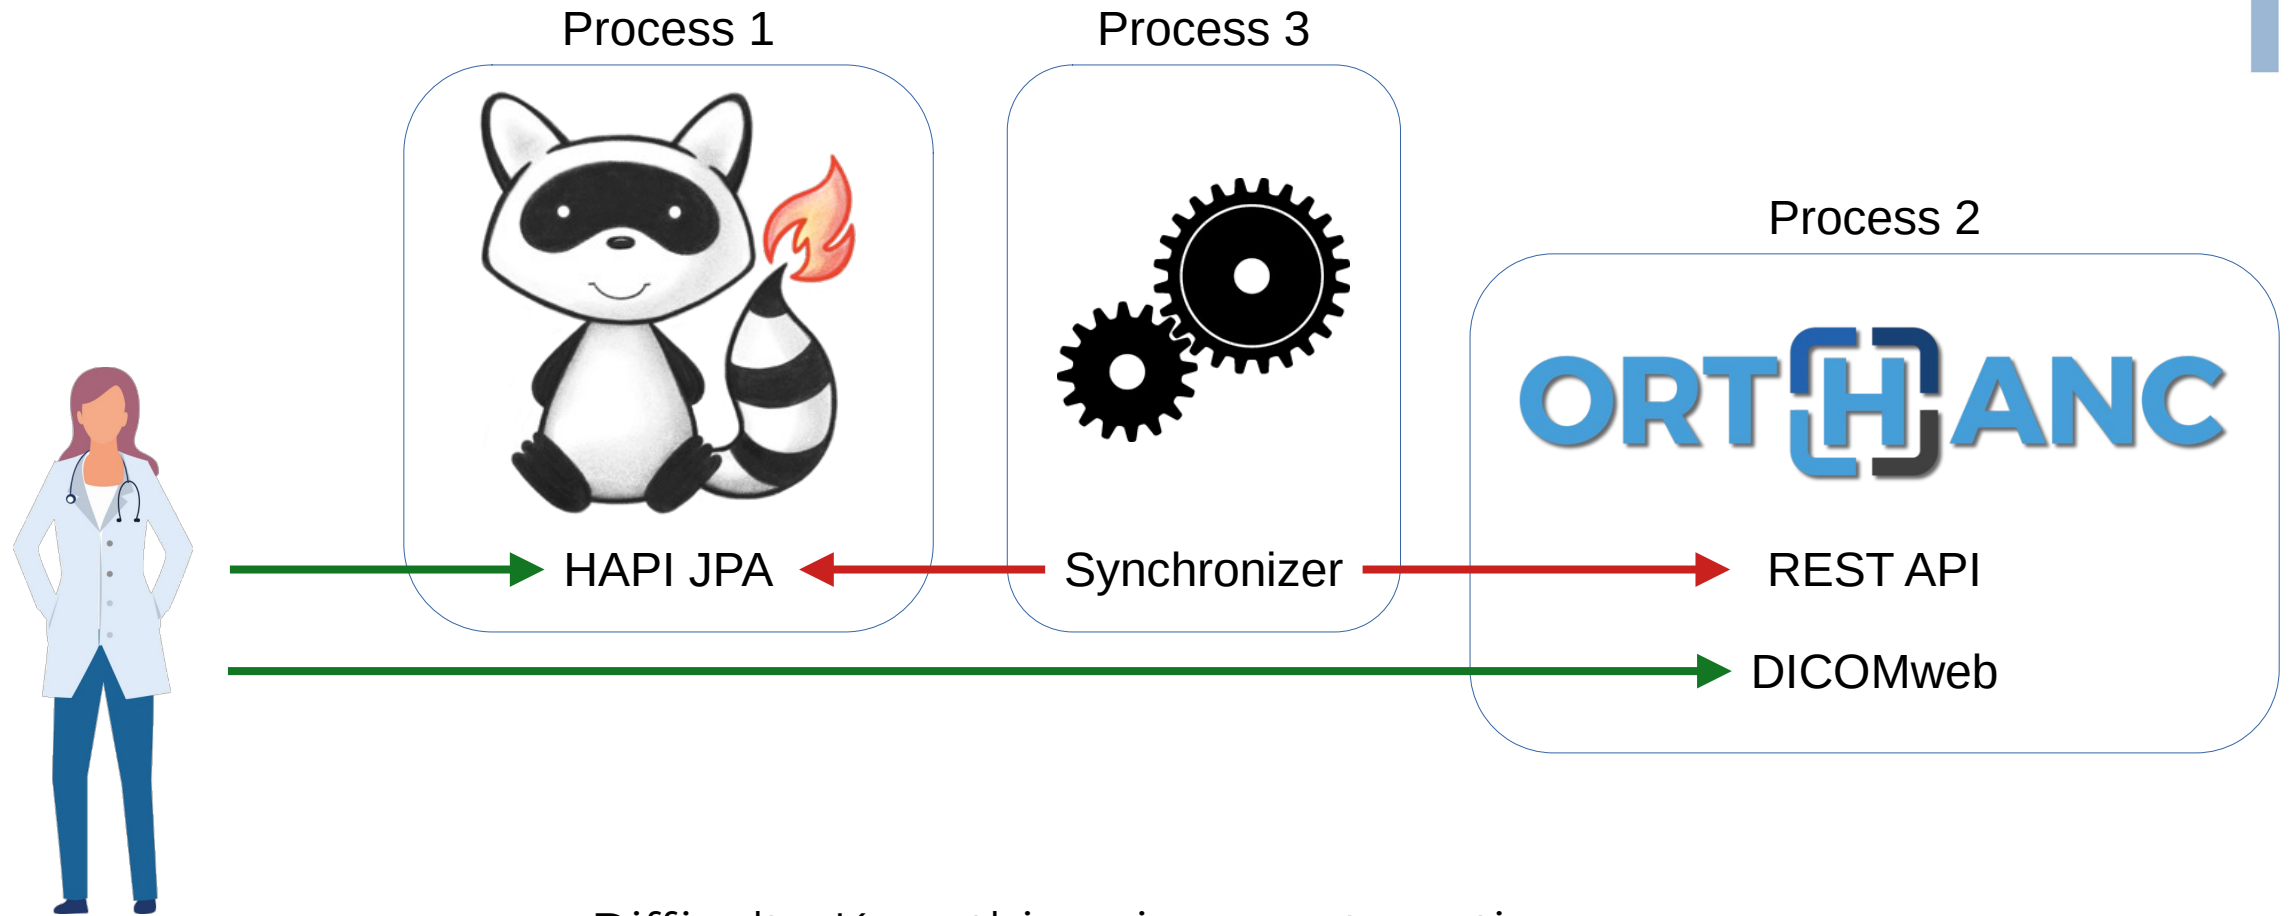 Process 1
Process 3
Process 2
ORTHANC
HAPI JPA
Synchronizer
REST API
DICOMweb